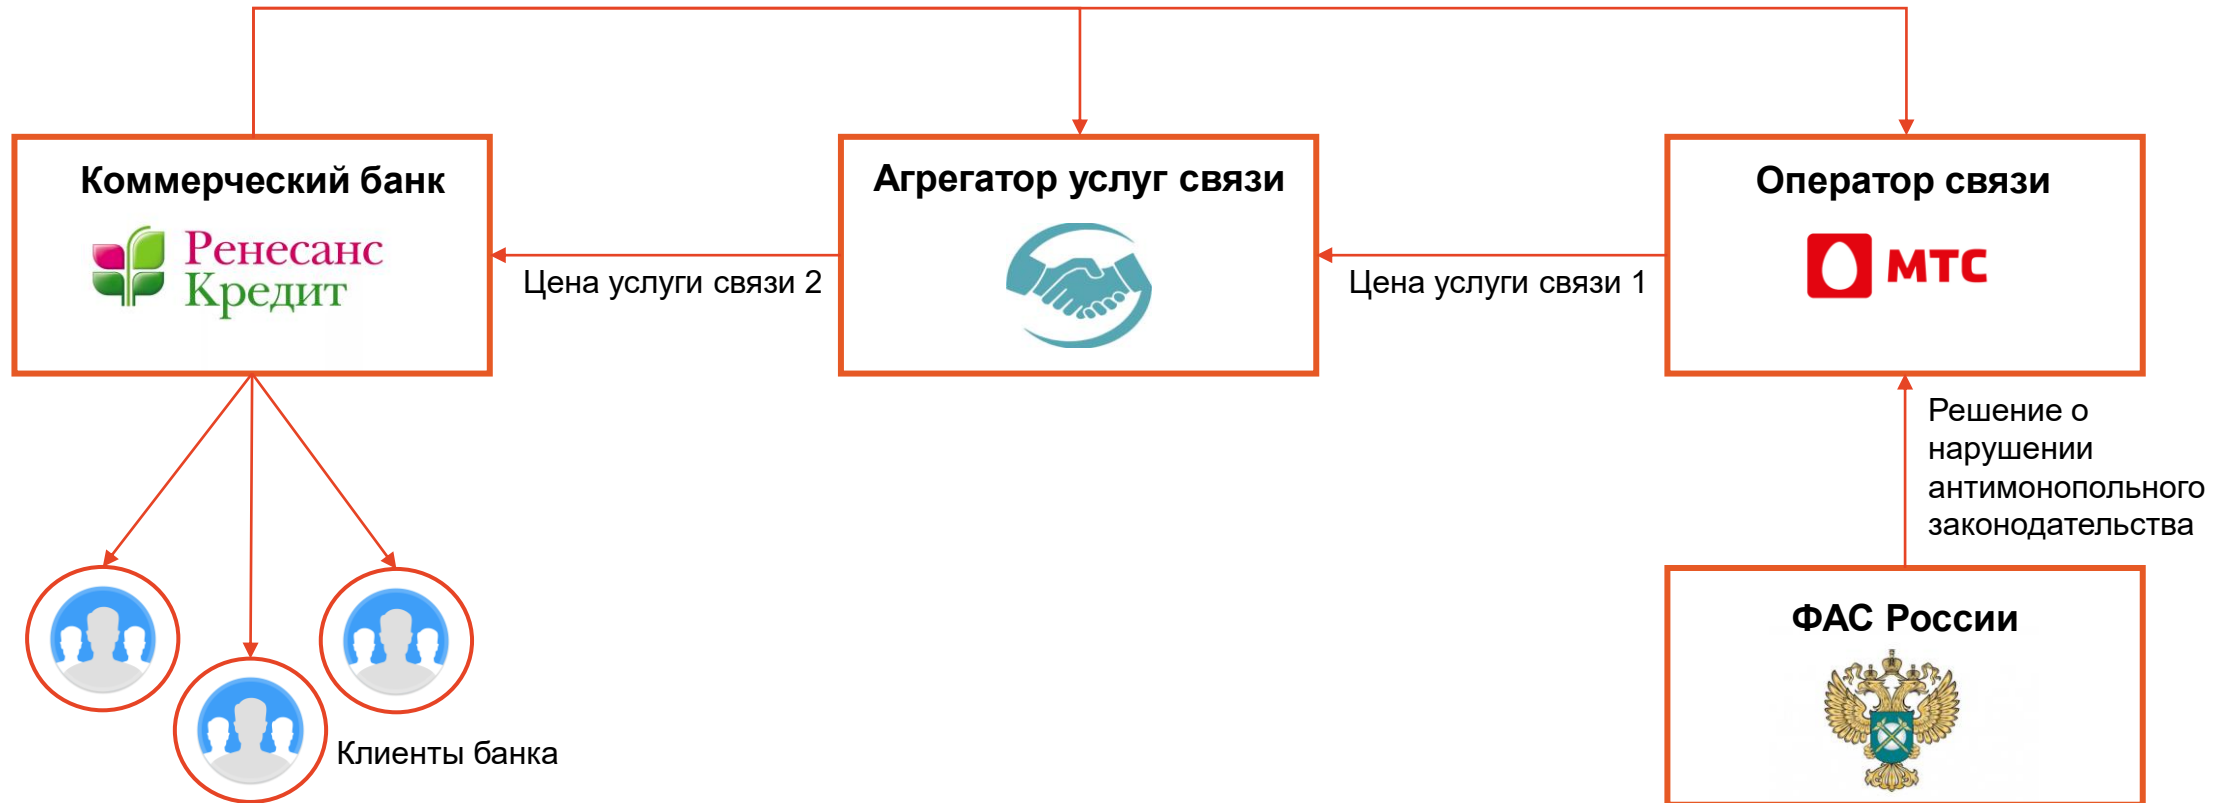 Коммерческий банк
Ренесанс
Кредит
Цена услуги связи 2
Агрегатор услуг связи
Цена услуги связи 1
Оператор связи
МТС
Решение о
нарушении
антимонопольного
законодательства
ФАС России
Клиенты банка